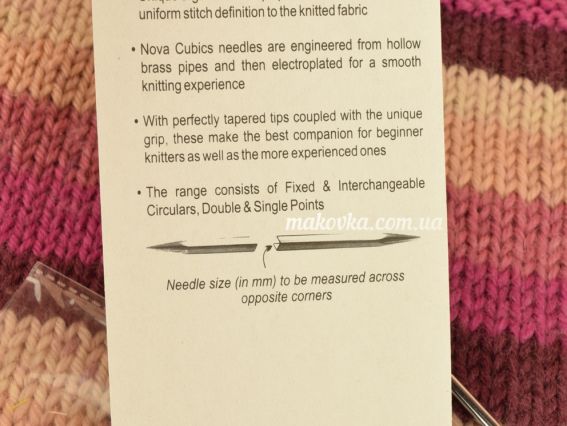 uniform stitch definition to the knitted fabric
• Nova Cubics needles are engineered from hollow
brass pipes and then electroplated for a smooth
knitting experience
• With perfectly tapered tips coupled with the unique
grip, these make the best companion for beginner
knitters as well as the more experienced ones
• The range consists of Fixed & Interchangeable
Circulars, Double & Single Points
makovka.com.ua
Needle size (in mm) to be measured across
opposite corners